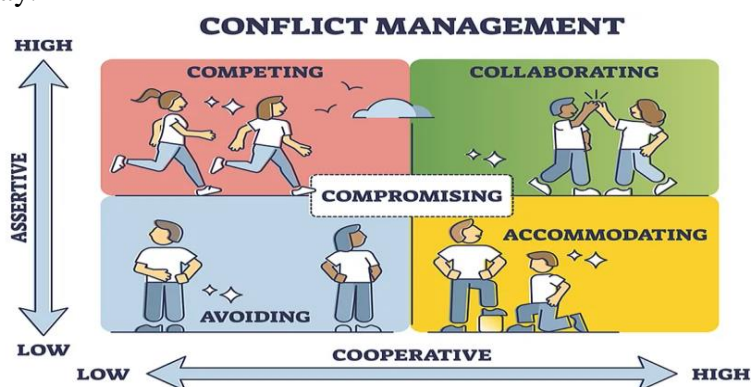 CONFLICT MANAGEMENT
HIGH
COMPETING
COLLABORATING
ASSERTIVE
COMPROMISING
ACCOMMODATING
AVOIDING
LOW
COOPERATIVE
LOW
HIGH